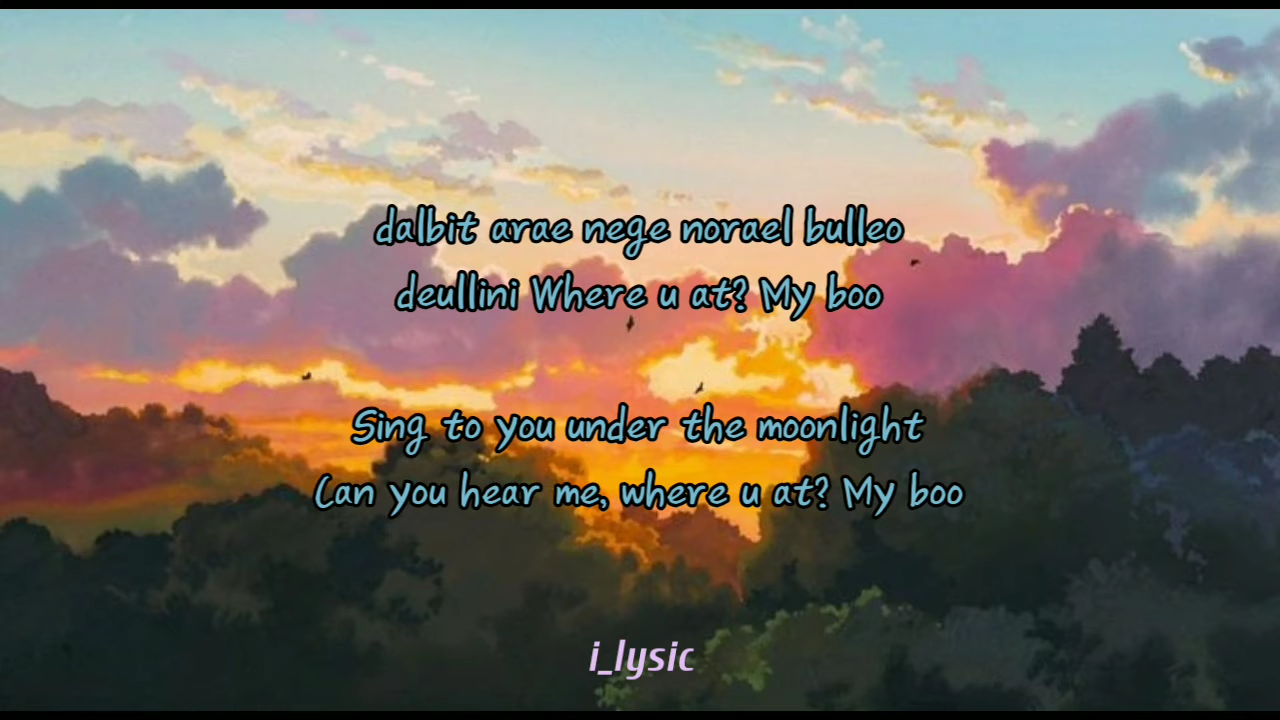 dalbit arae nege norael bulleo
deullini Where u at? My boo
Sing to you under the moonlight
Can you hear me, where u at? My boo
i_lysic